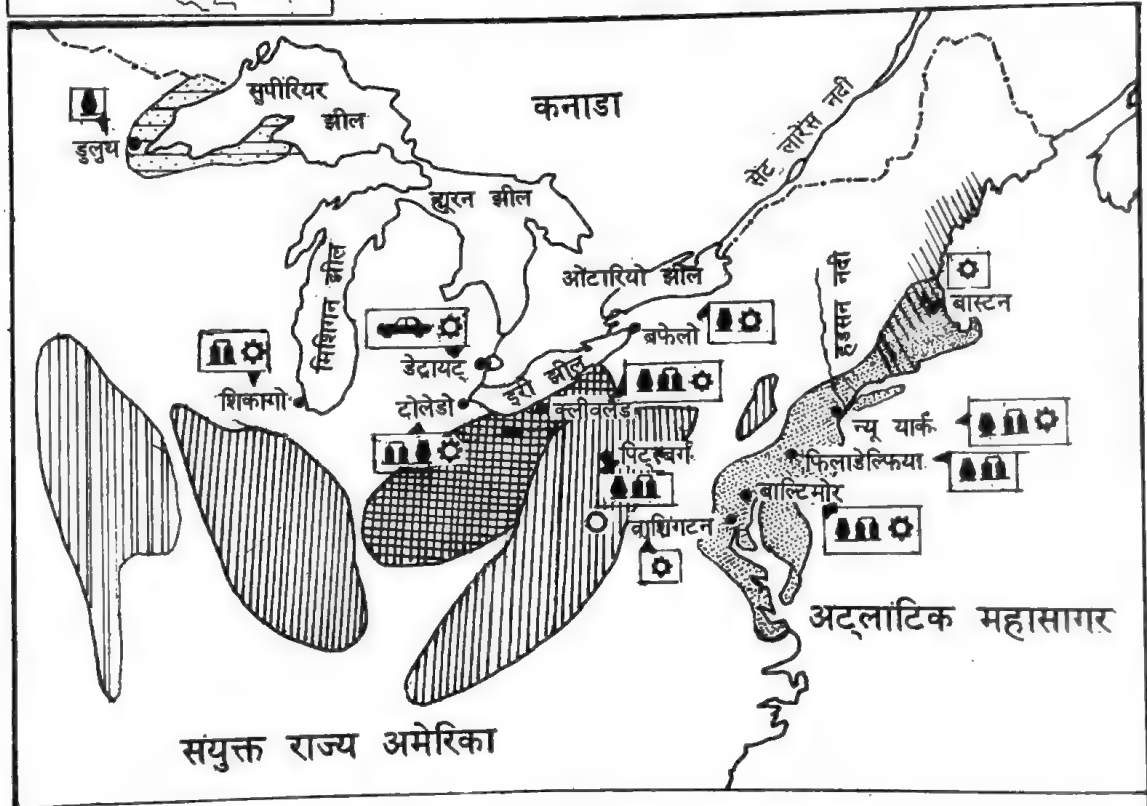 सुपीरियर
झील
कनाडा
डुलुथ
सेंट लारेंस नदी
ह्यूरन झील
मिशिगन झील
ओंटारियो झील
हडसन नदी
बास्टन
बफेलो
डेट्रायट्
इरी झील
शिकागो
टोलेडो
क्लीवलैंड
न्यू यार्क
पिट्सबर्ग
फिलाडेल्फिया
बाल्टिमोर
वाशिंगटन
अट्लांटिक महासागर
संयुक्त राज्य अमेरिका